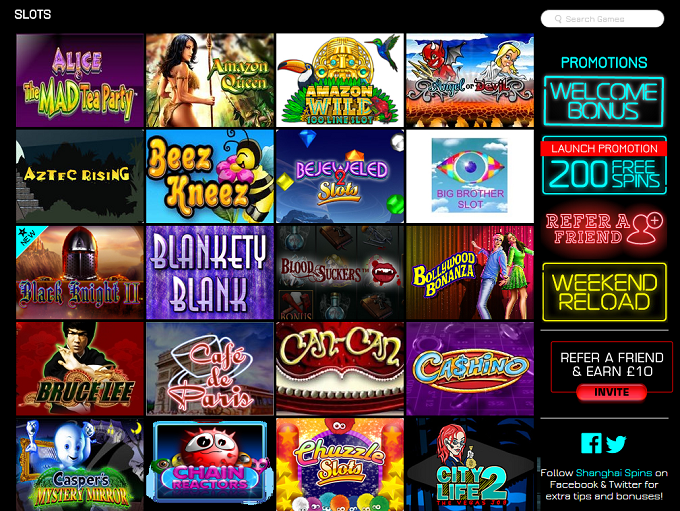 SLOTS
Search Games
ALICE
& The MAD Tea Party
Amazon
Queen
AMAZON
WILD
100 LINE SLOT
Angel or Devil
AZTEC RISING
Beez
Kneez
BEJEWELED
2
Slots
BIG BROTHER
SLOT
NEW
Black Knight II
BLANKETY
BLANK
BLOOD SUCKERS
BONUS
BOLLYWOOD
BONANZA
BRUCE LEE
Café
de
Paris
CAN-CAN
CA$HINO
CASPER'S
MYSTERY MIRROR
CHAIN
REACTORS
Chuzzle
Slots
CITY
LIFE 2
PROMOTIONS
WELCOME
BONUS
LAUNCH PROMOTION
200 FREE
SPINS
REFER A
FRIEND
WEEKEND
RELOAD
REFER A FRIEND
& EARN £10
INVITE
Follow Shanghai Spins on
Facebook & Twitter for
extra tips and bonuses!